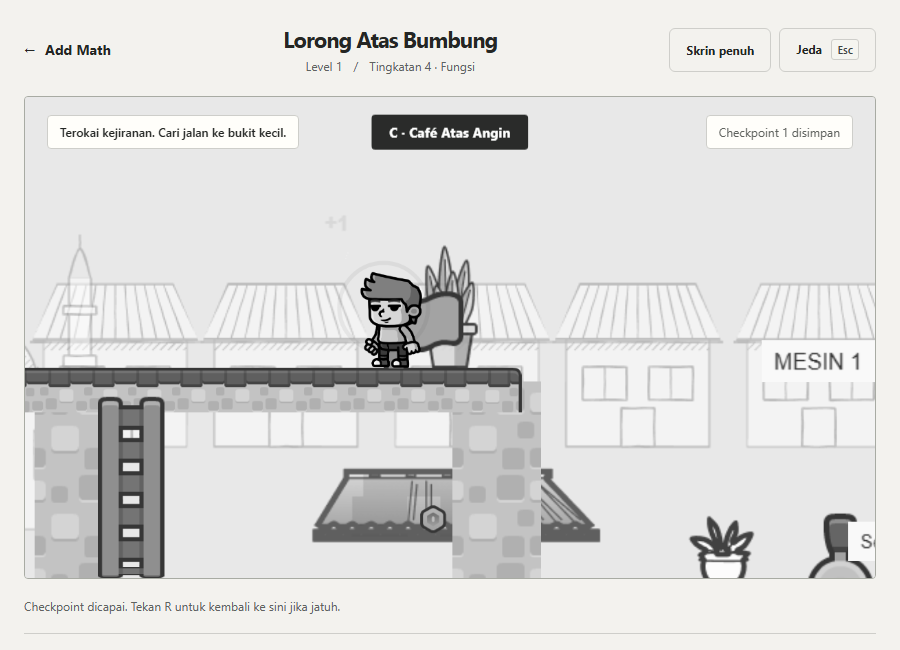 ← Add Math
Lorong Atas Bumbung
Level 1 / Tingkatan 4 · Fungsi
Skrin penuh
Jeda Esc
Terokai kejiranan. Cari jalan ke bukit kecil.
C · Café Atas Angin
Checkpoint 1 disimpan
+1
MESIN 1
Checkpoint dicapai. Tekan R untuk kembali ke sini jika jatuh.